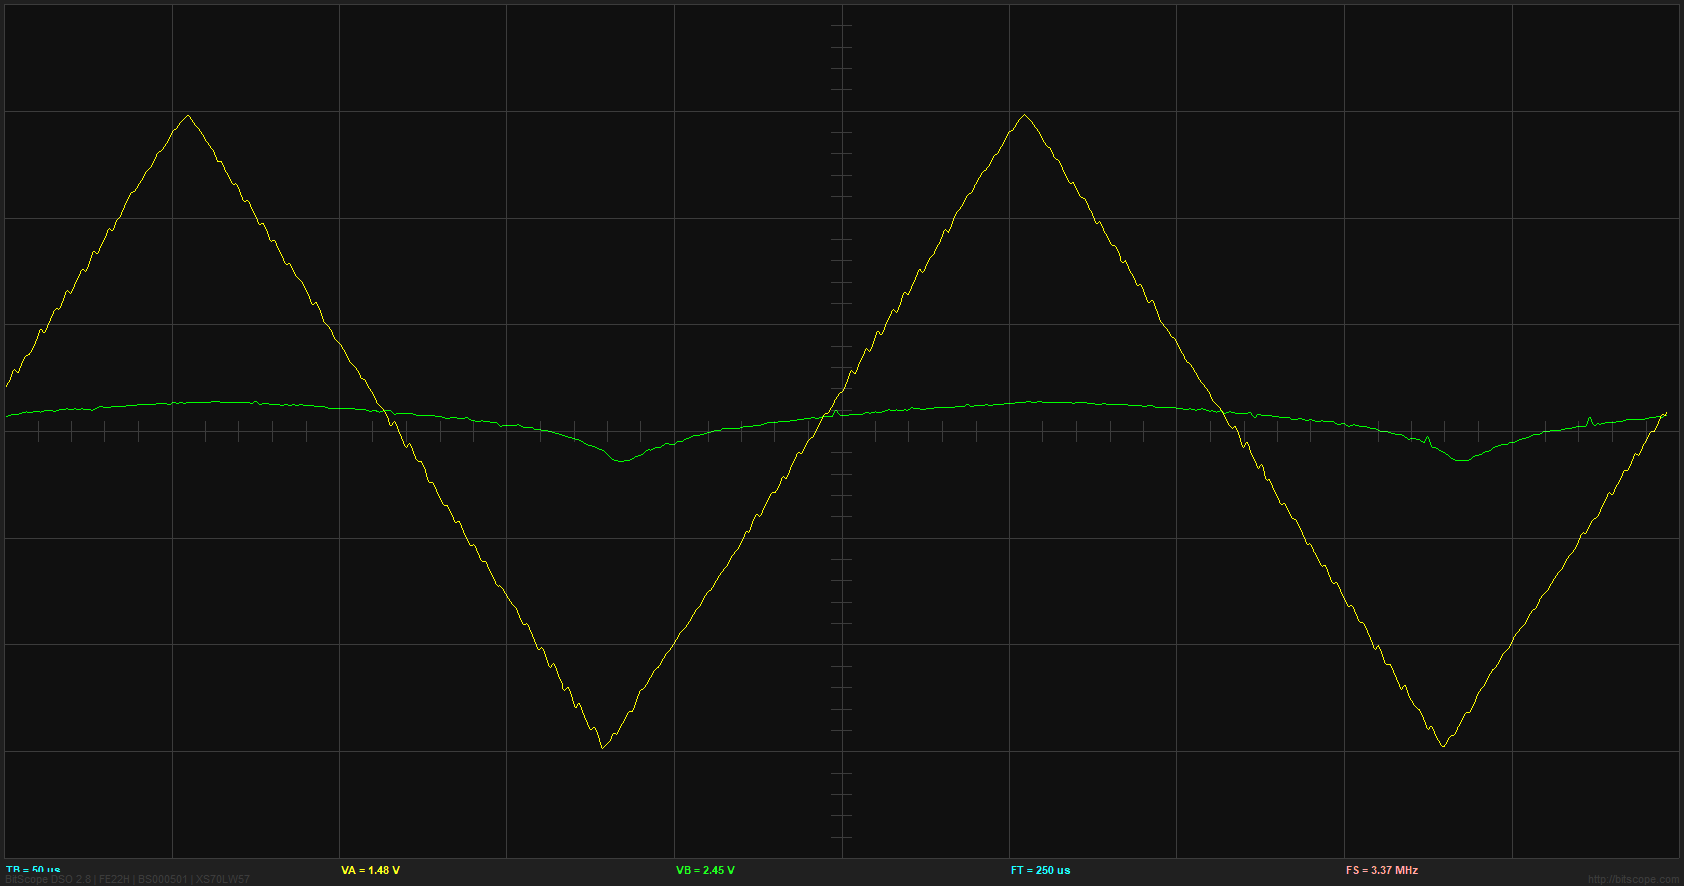 TB = 50 us
VA = 1.48 V
VB = 2.45 V
FT = 250 us
FS = 3.37 MHz
BitScope DSO 2.8 | FE22H | BS000501 | XS70LW57
http://bitscope.com